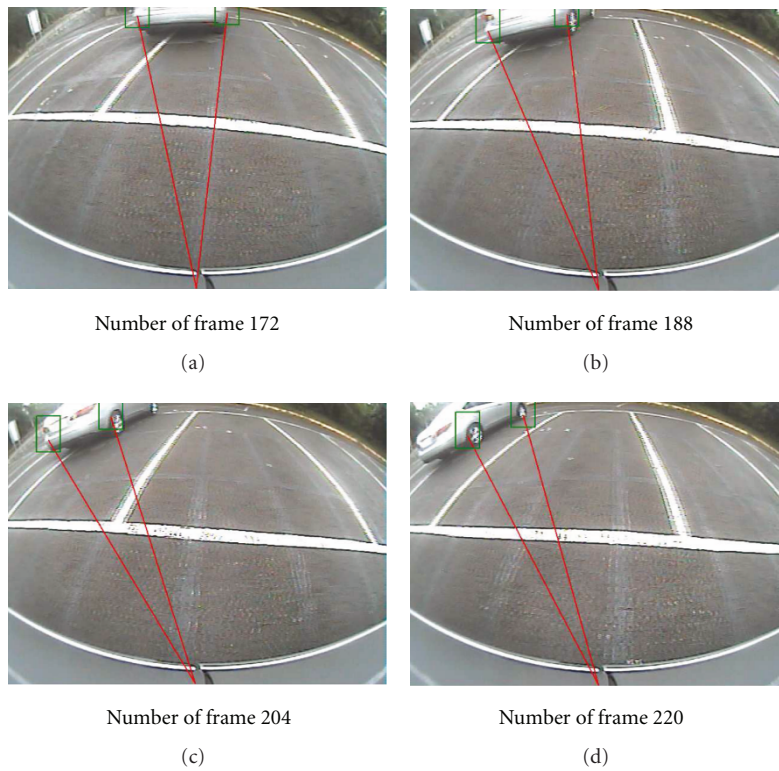 Number of frame 172
(a)
Number of frame 188
(b)
Number of frame 204
(c)
Number of frame 220
(d)